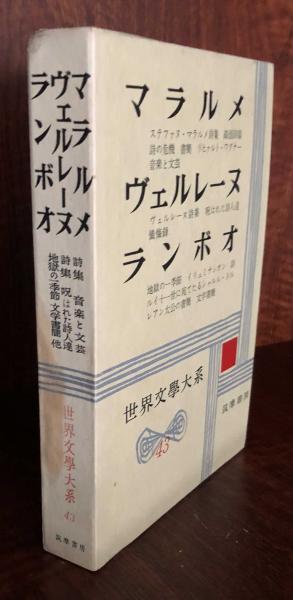 マラルメ
ヴェルレーヌ
ランボオ
詩集 音楽と文芸
詩集 呪はれた詩人達
地獄の季節 文学書簡 他
世界文學大系
43
筑摩書房
マラルメ
ステファヌ・マラルメ詩集
詩の危機 書簡 リヒァルト・ワグナー
音楽と文芸
ヴェルレーヌ
ヴェルレーヌ詩集 呪はれた詩人達
懺悔録
ランボオ
地獄の一季節 イリュミナシオン 詩
ルイ十一世に宛てたるシャルル・ドル
レアン大公の書簡 文学書簡
世界文學大系
43
筑摩書房